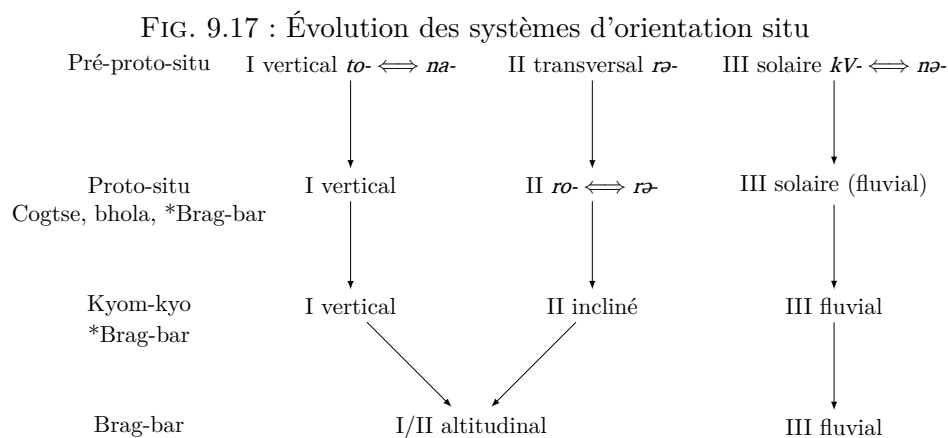 FIG. 9.17 : Évolution des systèmes d'orientation situ
Pré-proto-situ I vertical to- ⟺ na- II transversal rə- III solaire kV- ⟺ nə-
Proto-situ I vertical II ro- ⟺ rə- III solaire (fluvial)
Cogtse, bhola, *Brag-bar
Kyom-kyo I vertical II incliné III fluvial
*Brag-bar
Brag-bar I/II altitudinal III fluvial